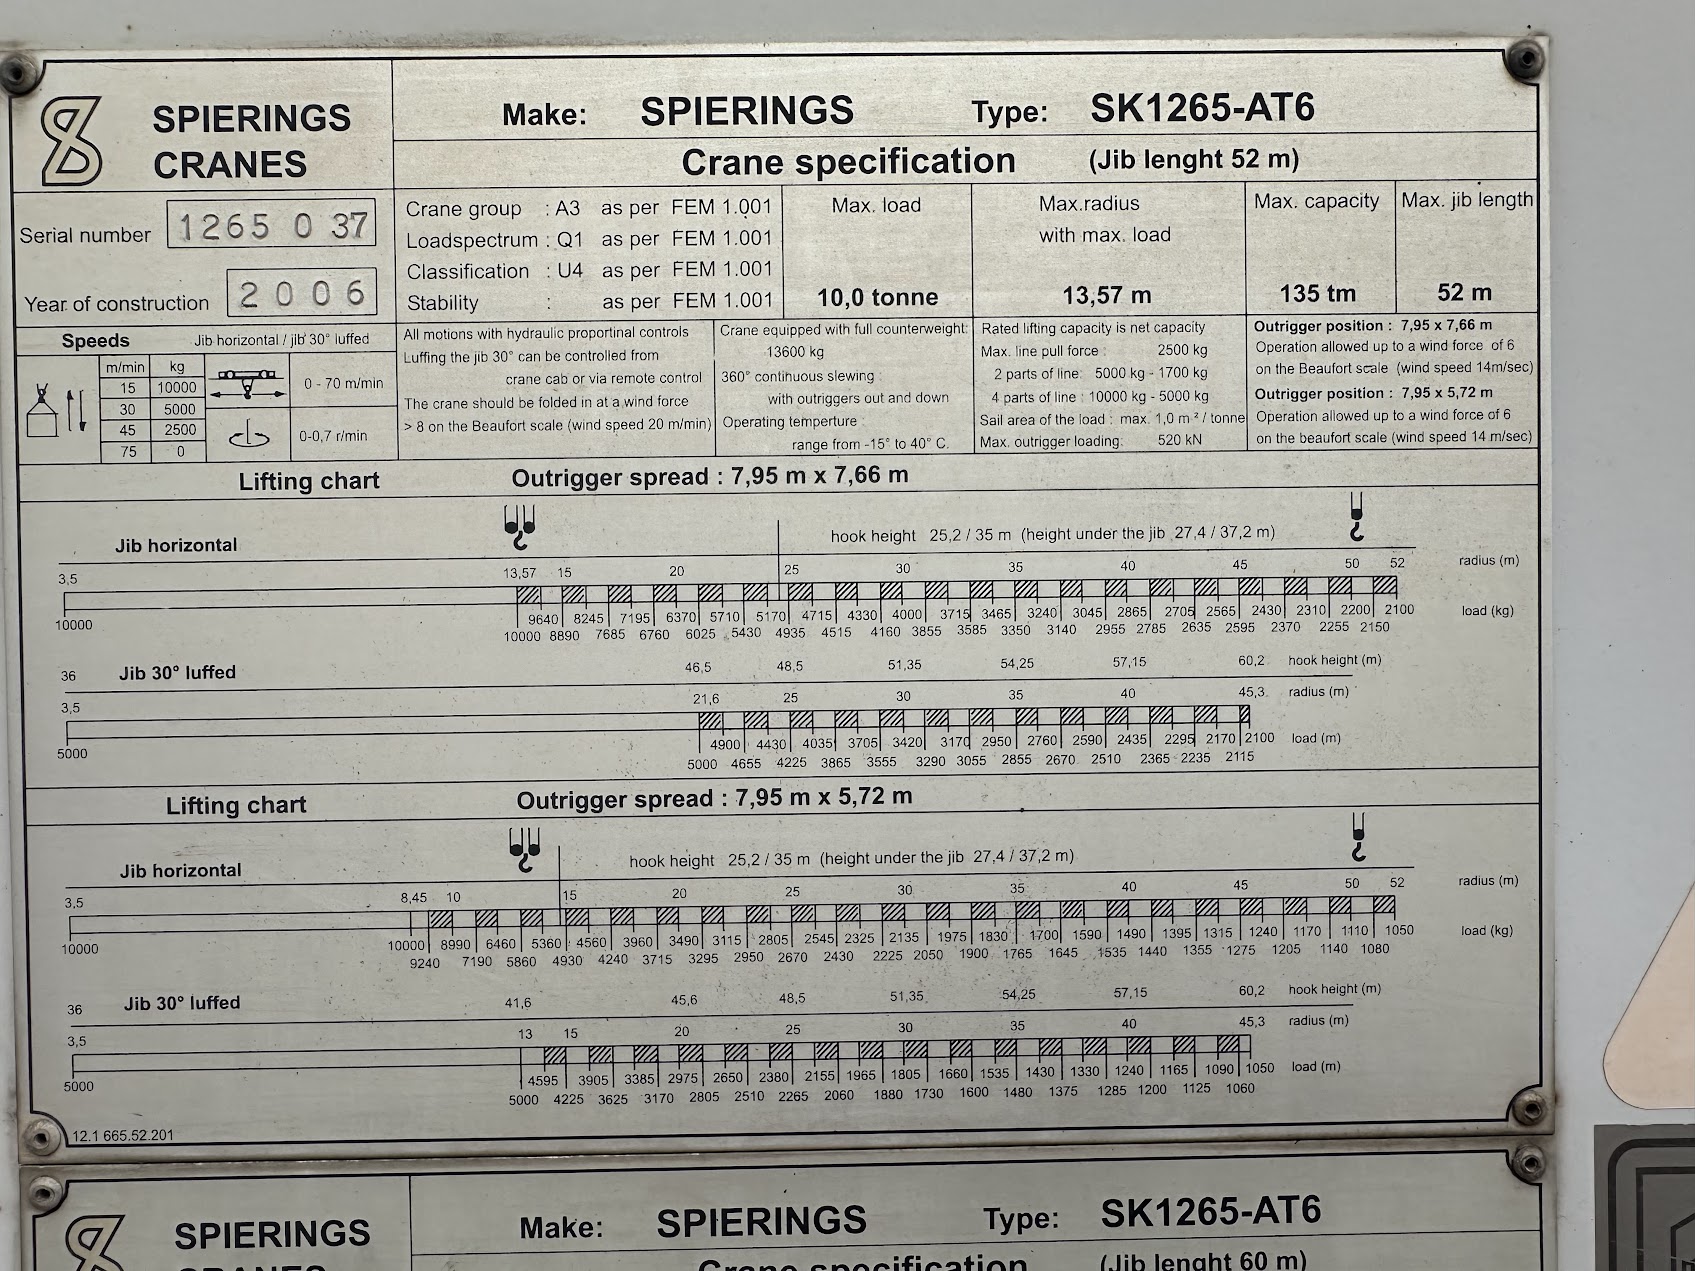 SPIERINGS
CRANES
Make: SPIERINGS Type: SK1265-AT6
Crane specification (Jib lenght 52 m)
Serial number 1265 0 37
Year of construction 2006
Crane group : A3 as per FEM 1.001
Loadspectrum : Q1 as per FEM 1.001
Classification : U4 as per FEM 1.001
Stability : as per FEM 1.001
Max. load
10,0 tonne
Max.radius
with max. load
13,57 m
Max. capacity
135 tm
Max. jib length
52 m
Speeds Jib horizontal / jib 30° luffed
m/min kg
15 10000
30 5000
45 2500
75 0
0 - 70 m/min
0-0,7 r/min
All motions with hydraulic proportinal controls
Luffing the jib 30° can be controlled from
crane cab or via remote control
The crane should be folded in at a wind force
> 8 on the Beaufort scale (wind speed 20 m/min)
Crane equipped with full counterweight:
13600 kg
360° continuous slewing :
with outriggers out and down
Operating temperture :
range from -15° to 40° C.
Rated lifting capacity is net capacity
Max. line pull force : 2500 kg
2 parts of line: 5000 kg - 1700 kg
4 parts of line : 10000 kg - 5000 kg
Sail area of the load : max. 1,0 m² / tonne
Max. outrigger loading: 520 kN
Outrigger position : 7,95 x 7,66 m
Operation allowed up to a wind force of 6
on the Beaufort scale (wind speed 14m/sec)
Outrigger position : 7,95 x 5,72 m
Operation allowed up to a wind force of 6
on the beaufort scale (wind speed 14 m/sec)
Lifting chart Outrigger spread : 7,95 m x 7,66 m
Jib horizontal hook height 25,2 / 35 m (height under the jib 27,4 / 37,2 m)
3,5 13,57 15 20 25 30 35 40 45 50 52 radius (m)
9640 8245 7195 6370 5710 5170 4715 4330 4000 3715 3465 3240 3045 2865 2705 2565 2430 2310 2200 2100 load (kg)
10000 10000 8890 7685 6760 6025 5430 4935 4515 4160 3855 3585 3350 3140 2955 2785 2635 2595 2370 2255 2150
36 Jib 30° luffed 46,5 48,5 51,35 54,25 57,15 60,2 hook height (m)
3,5 21,6 25 30 35 40 45,3 radius (m)
4900 4430 4035 3705 3420 3170 2950 2760 2590 2435 2295 2170 2100 load (m)
5000 5000 4655 4225 3865 3555 3290 3055 2855 2670 2510 2365 2235 2115
Lifting chart Outrigger spread : 7,95 m x 5,72 m
Jib horizontal hook height 25,2 / 35 m (height under the jib 27,4 / 37,2 m)
3,5 8,45 10 15 20 25 30 35 40 45 50 52 radius (m)
10000 10000 8990 6460 5360 4560 3960 3490 3115 2805 2545 2325 2135 1975 1830 1700 1590 1490 1395 1315 1240 1170 1110 1050 load (kg)
9240 7190 5860 4930 4240 3715 3295 2950 2670 2430 2225 2050 1900 1765 1645 1535 1440 1355 1275 1205 1140 1080
36 Jib 30° luffed 41,6 45,6 48,5 51,35 54,25 57,15 60,2 hook height (m)
3,5 13 15 20 25 30 35 40 45,3 radius (m)
4595 3905 3385 2975 2650 2380 2155 1965 1805 1660 1535 1430 1330 1240 1165 1090 1050 load (m)
5000 5000 4225 3625 3170 2805 2510 2265 2060 1880 1730 1600 1480 1375 1285 1200 1125 1060
12.1 665.52.201
SPIERINGS
CRANES
Make: SPIERINGS Type: SK1265-AT6
Crane specification (Jib lenght 60 m)